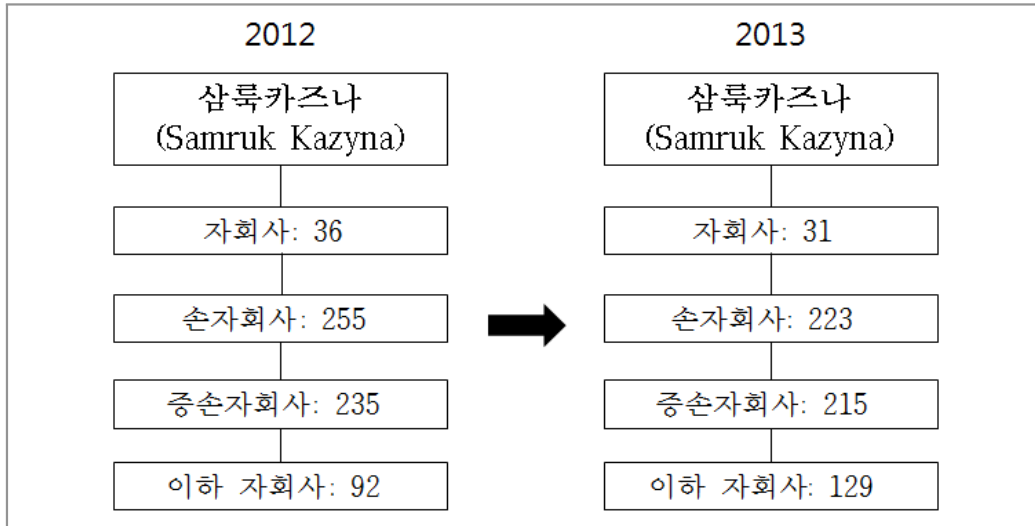 2012
삼룩카즈나
(Samruk Kazyna)
자회사: 36
손자회사: 255
증손자회사: 235
이하 자회사: 92
2013
삼룩카즈나
(Samruk Kazyna)
자회사: 31
손자회사: 223
증손자회사: 215
이하 자회사: 129